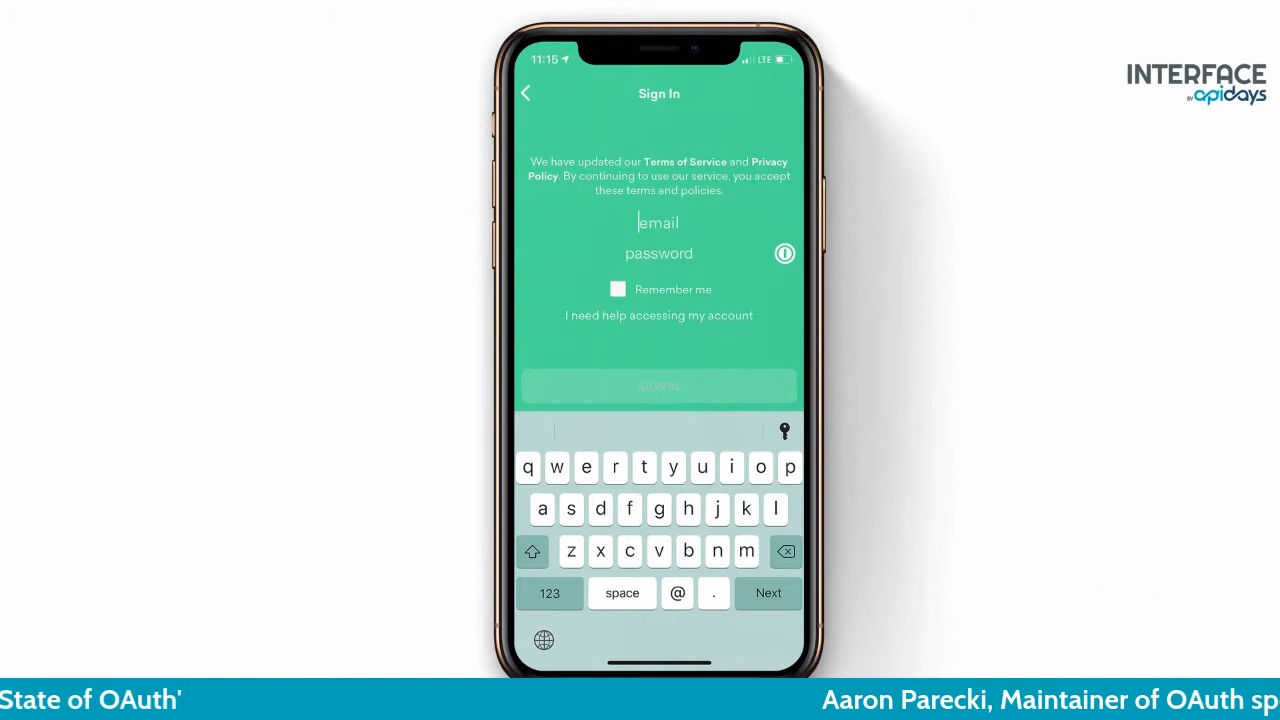 11:15
LTE
Sign In
We have updated our Terms of Service and Privacy
Policy. By continuing to use our service, you accept
these terms and policies.
email
password
Remember me
I need help accessing my account
SIGN IN
q w e r t y u i o p
a s d f g h j k l
z x c v b n m
123 space @ . Next
INTERFACE
BY apidays
State of OAuth'
Aaron Parecki, Maintainer of OAuth sp